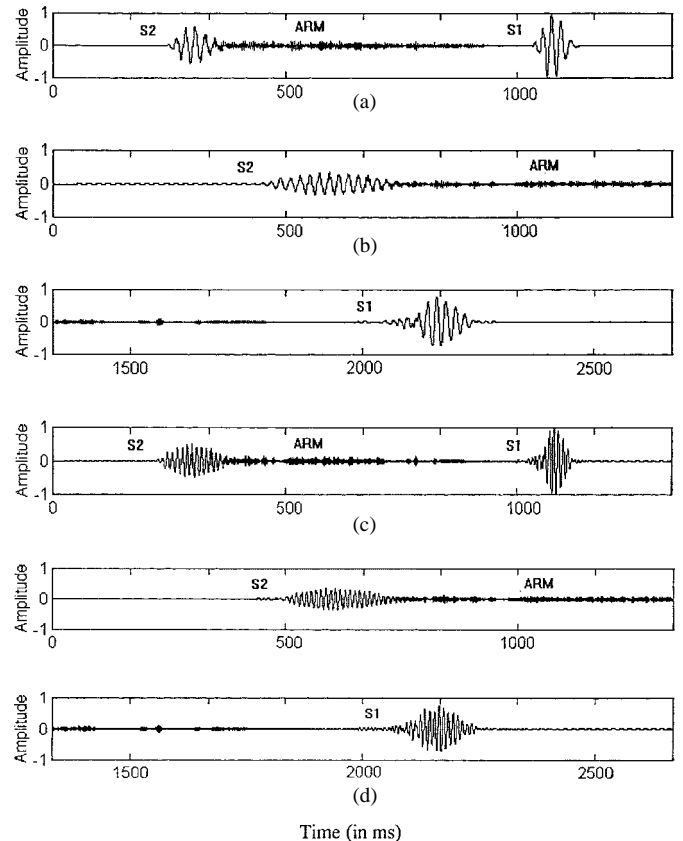 S2 ARM S1
Amplitude
1
0
-1
0 500 1000
(a)
S2 ARM
Amplitude
1
0
-1
0 500 1000
(b)
S1
Amplitude
1
0
-1
1500 2000 2500
S2 ARM S1
Amplitude
1
0
-1
0 500 1000
(c)
S2 ARM
Amplitude
1
0
-1
0 500 1000
S1
Amplitude
1
0
-1
1500 2000 2500
(d)
Time (in ms)